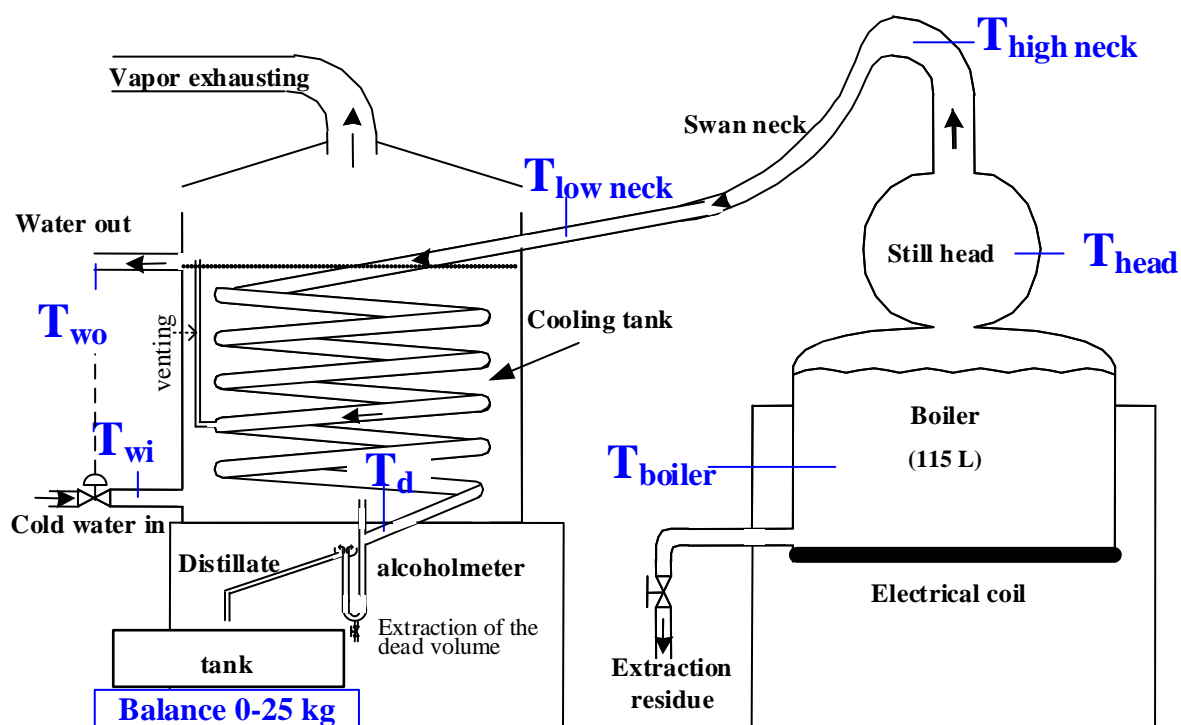 Vapor exhausting
T high neck
Swan neck
T low neck
Water out
Still head
T head
T wo
venting
Cooling tank
Boiler
(115 L)
T wi
T d
T boiler
Cold water in
Distillate
alcoholmeter
Electrical coil
Extraction of the
dead volume
tank
Extraction
residue
Balance 0-25 kg